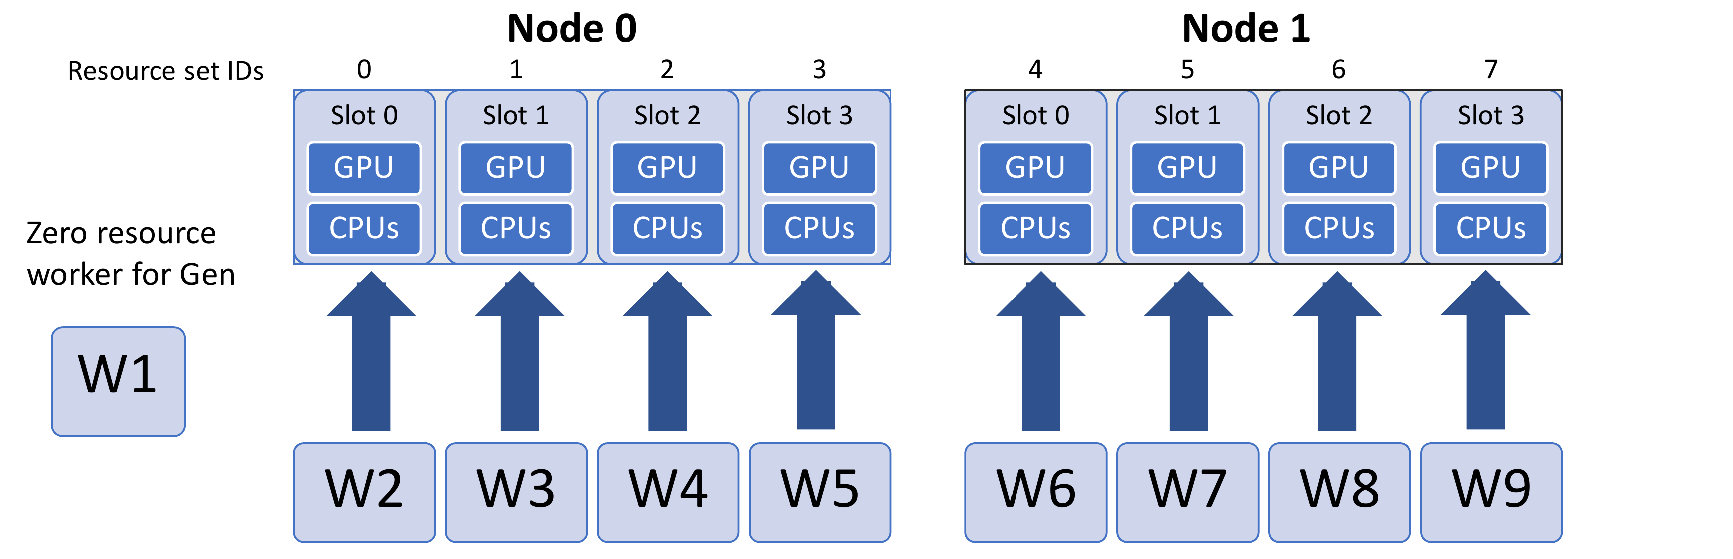 Node 0 Node 1
Resource set IDs 0 1 2 3 4 5 6 7
Slot 0 Slot 1 Slot 2 Slot 3 Slot 0 Slot 1 Slot 2 Slot 3
GPU GPU GPU GPU GPU GPU GPU GPU
CPUs CPUs CPUs CPUs CPUs CPUs CPUs CPUs
Zero resource
worker for Gen
W1
W2 W3 W4 W5 W6 W7 W8 W9